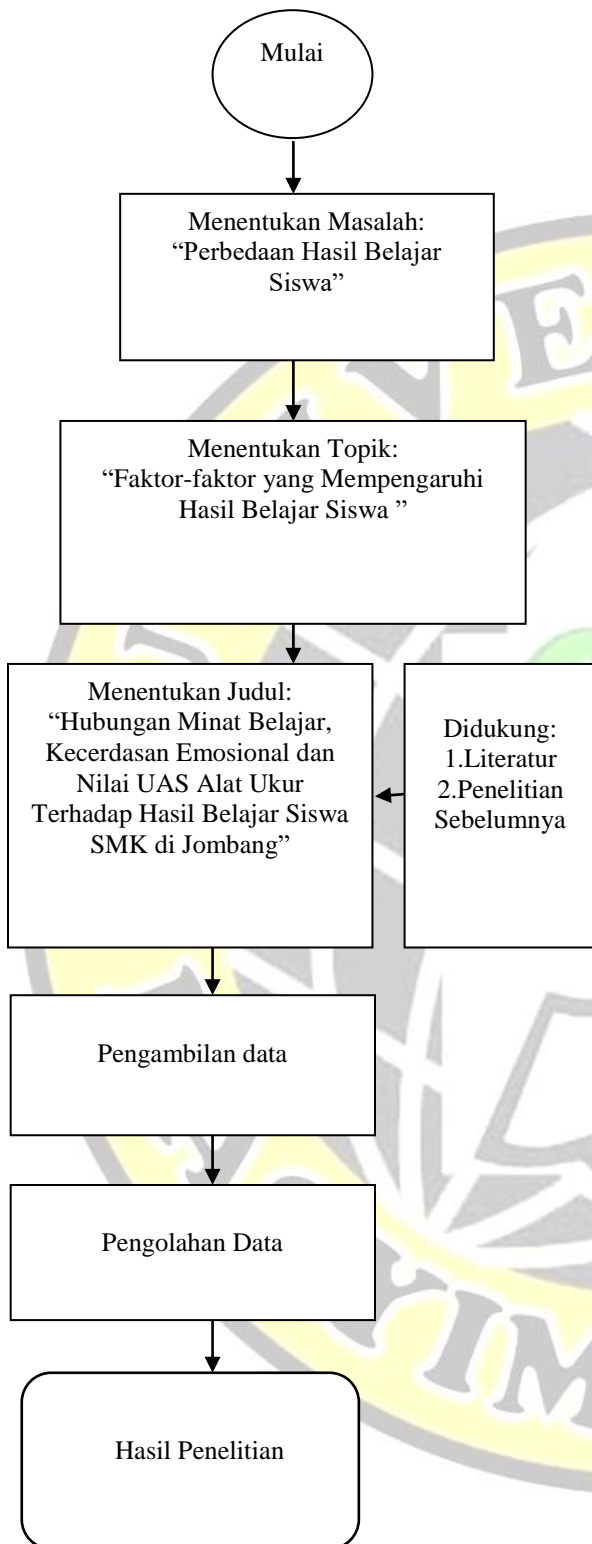 Mulai
Menentukan Masalah:
“Perbedaan Hasil Belajar
Siswa”
Menentukan Topik:
“Faktor-faktor yang Mempengaruhi
Hasil Belajar Siswa ”
Menentukan Judul:
“Hubungan Minat Belajar,
Kecerdasan Emosional dan
Nilai UAS Alat Ukur
Terhadap Hasil Belajar Siswa
SMK di Jombang”
Didukung:
1.Literatur
2.Penelitian
Sebelumnya
Pengambilan data
Pengolahan Data
Hasil Penelitian